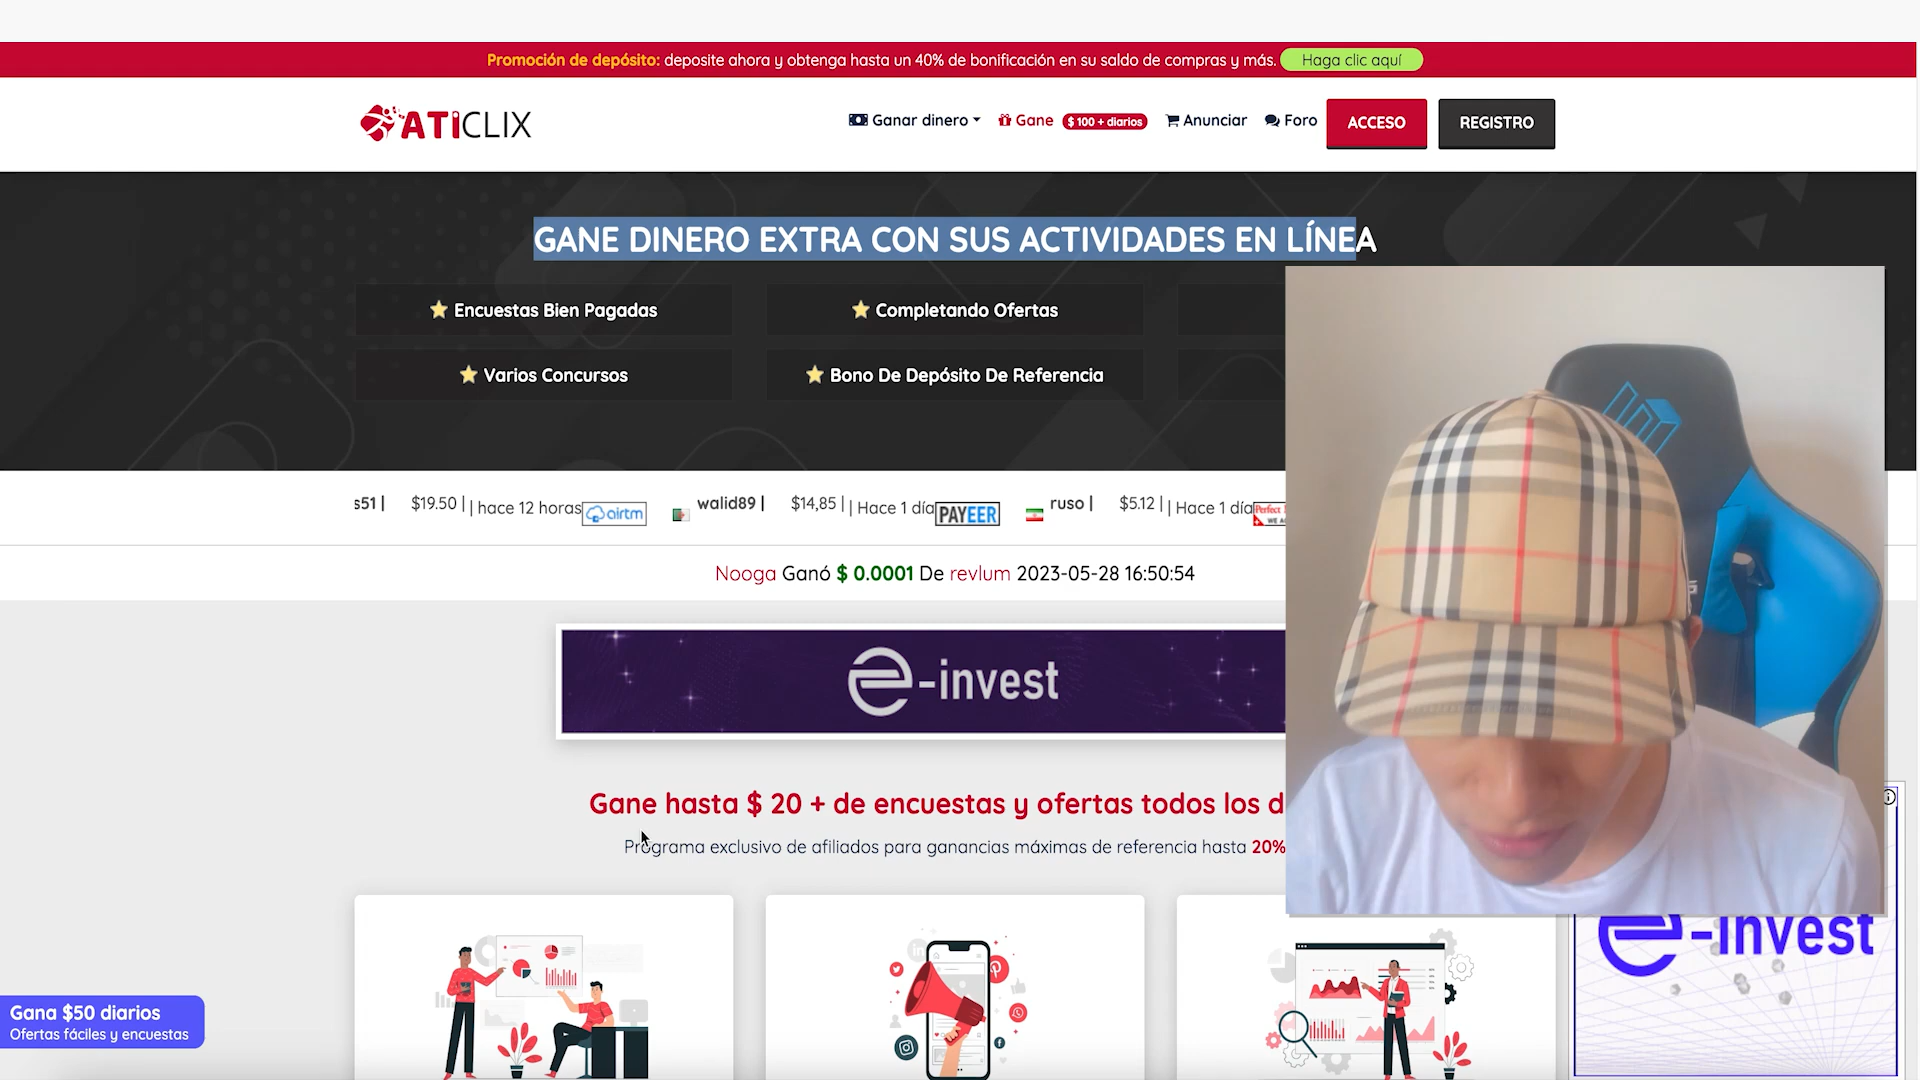 Promoción de depósito: deposite ahora y obtenga hasta un 40% de bonificación en su saldo de compras y más. Haga clic aquí
ATiCLIX
Ganar dinero Gane $ 100 + diarios Anunciar Foro ACCESO REGISTRO
GANE DINERO EXTRA CON SUS ACTIVIDADES EN LÍNEA
Encuestas Bien Pagadas Completando Ofertas
Varios Concursos Bono De Depósito De Referencia
s51 | $19.50 | | hace 12 horas airtm walid89 | $14,85 | | Hace 1 día PAYEER ruso | $5.12 | | Hace 1 día Perfect
Nooga Ganó $ 0.0001 De revlum 2023-05-28 16:50:54
e-invest
Gane hasta $ 20 + de encuestas y ofertas todos los d
Programa exclusivo de afiliados para ganancias máximas de referencia hasta 20%
e-invest
Gana $50 diarios
Ofertas fáciles y encuestas